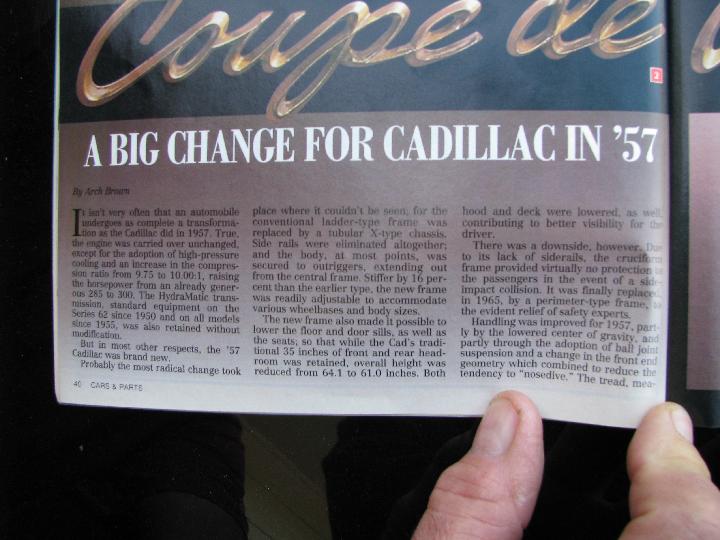 Coupe de
2
A BIG CHANGE FOR CADILLAC IN '57
By Arch Brown
It isn't very often that an automobile
undergoes as complete a transforma-
tion as the Cadillac did in 1957. True,
the engine was carried over unchanged,
except for the adoption of high-pressure
cooling and an increase in the compres-
sion ratio from 9.75 to 10.00:1, raising
the horsepower from an already gener-
ous 285 to 300. The HydraMatic trans-
mission, standard equipment on the
Series 62 since 1950 and on all models
since 1955, was also retained without
modification.
But in most other respects, the '57
Cadillac was brand new.
Probably the most radical change took
place where it couldn't be seen; for the
conventional ladder-type frame was
replaced by a tubular X-type chassis.
Side rails were eliminated altogether;
and the body, at most points, was
secured to outriggers, extending out
from the central frame. Stiffer by 16 per-
cent than the earlier type, the new frame
was readily adjustable to accommodate
various wheelbases and body sizes.
The new frame also made it possible to
lower the floor and door sills, as well as
the seats; so that while the Cad's tradi-
tional 35 inches of front and rear head-
room was retained, overall height was
reduced from 64.1 to 61.0 inches. Both
hood and deck were lowered, as well,
contributing to better visibility for the
driver.
There was a downside, however. Due
to its lack of siderails, the cruciform
frame provided virtually no protection to
the passengers in the event of a side-
impact collision. It was finally replaced,
in 1965, by a perimeter-type frame, to
the evident relief of safety experts.
Handling was improved for 1957, part-
ly by the lowered center of gravity, and
partly through the adoption of ball joint
suspension and a change in the front end
geometry which combined to reduce the
tendency to "nosedive." The tread, mea-
40 CARS & PARTS